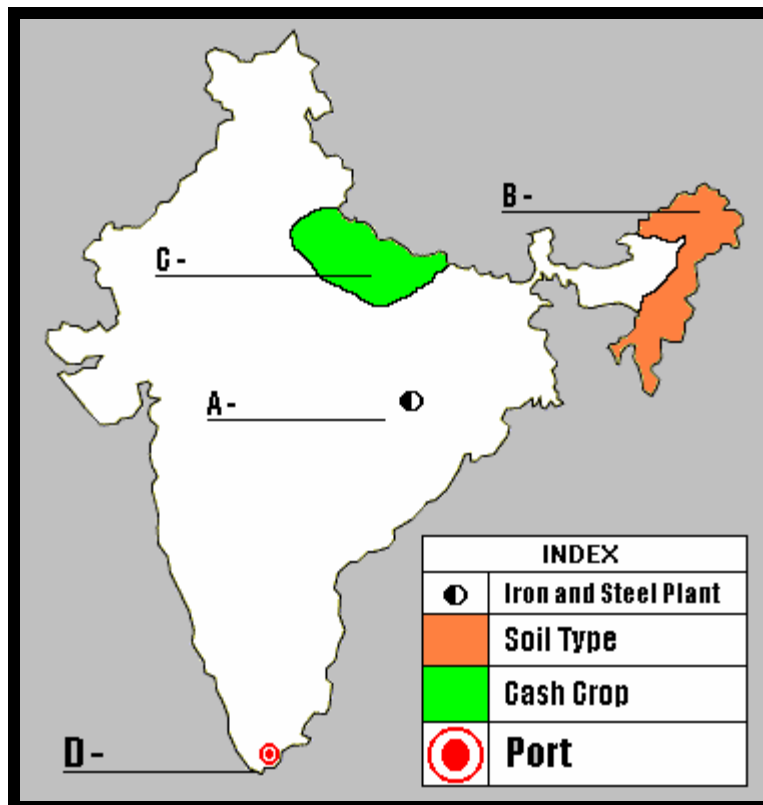 B -
C -
A -
D -
INDEX
Iron and Steel Plant
Soil Type
Cash Crop
Port